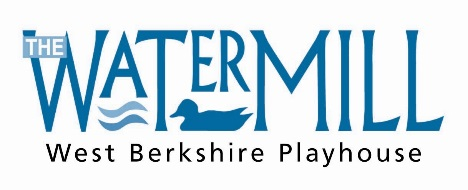 THE
WATERMILL
West Berkshire Playhouse